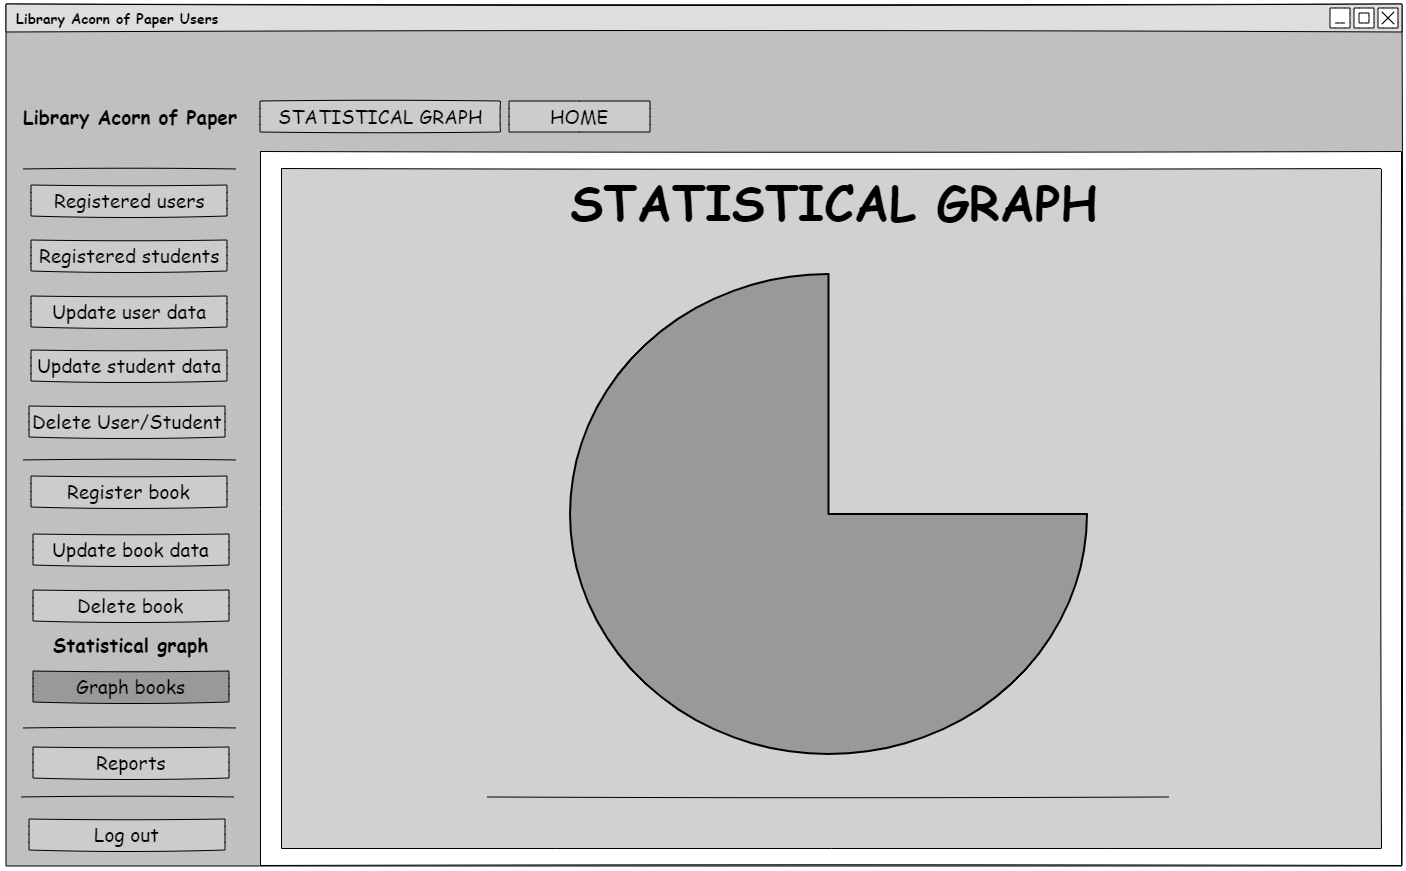 Library Acorn of Paper Users
Library Acorn of Paper
STATISTICAL GRAPH
HOME
Registered users
Registered students
Update user data
Update student data
Delete User/Student
Register book
Update book data
Delete book
Statistical graph
Graph books
Reports
Log out
STATISTICAL GRAPH